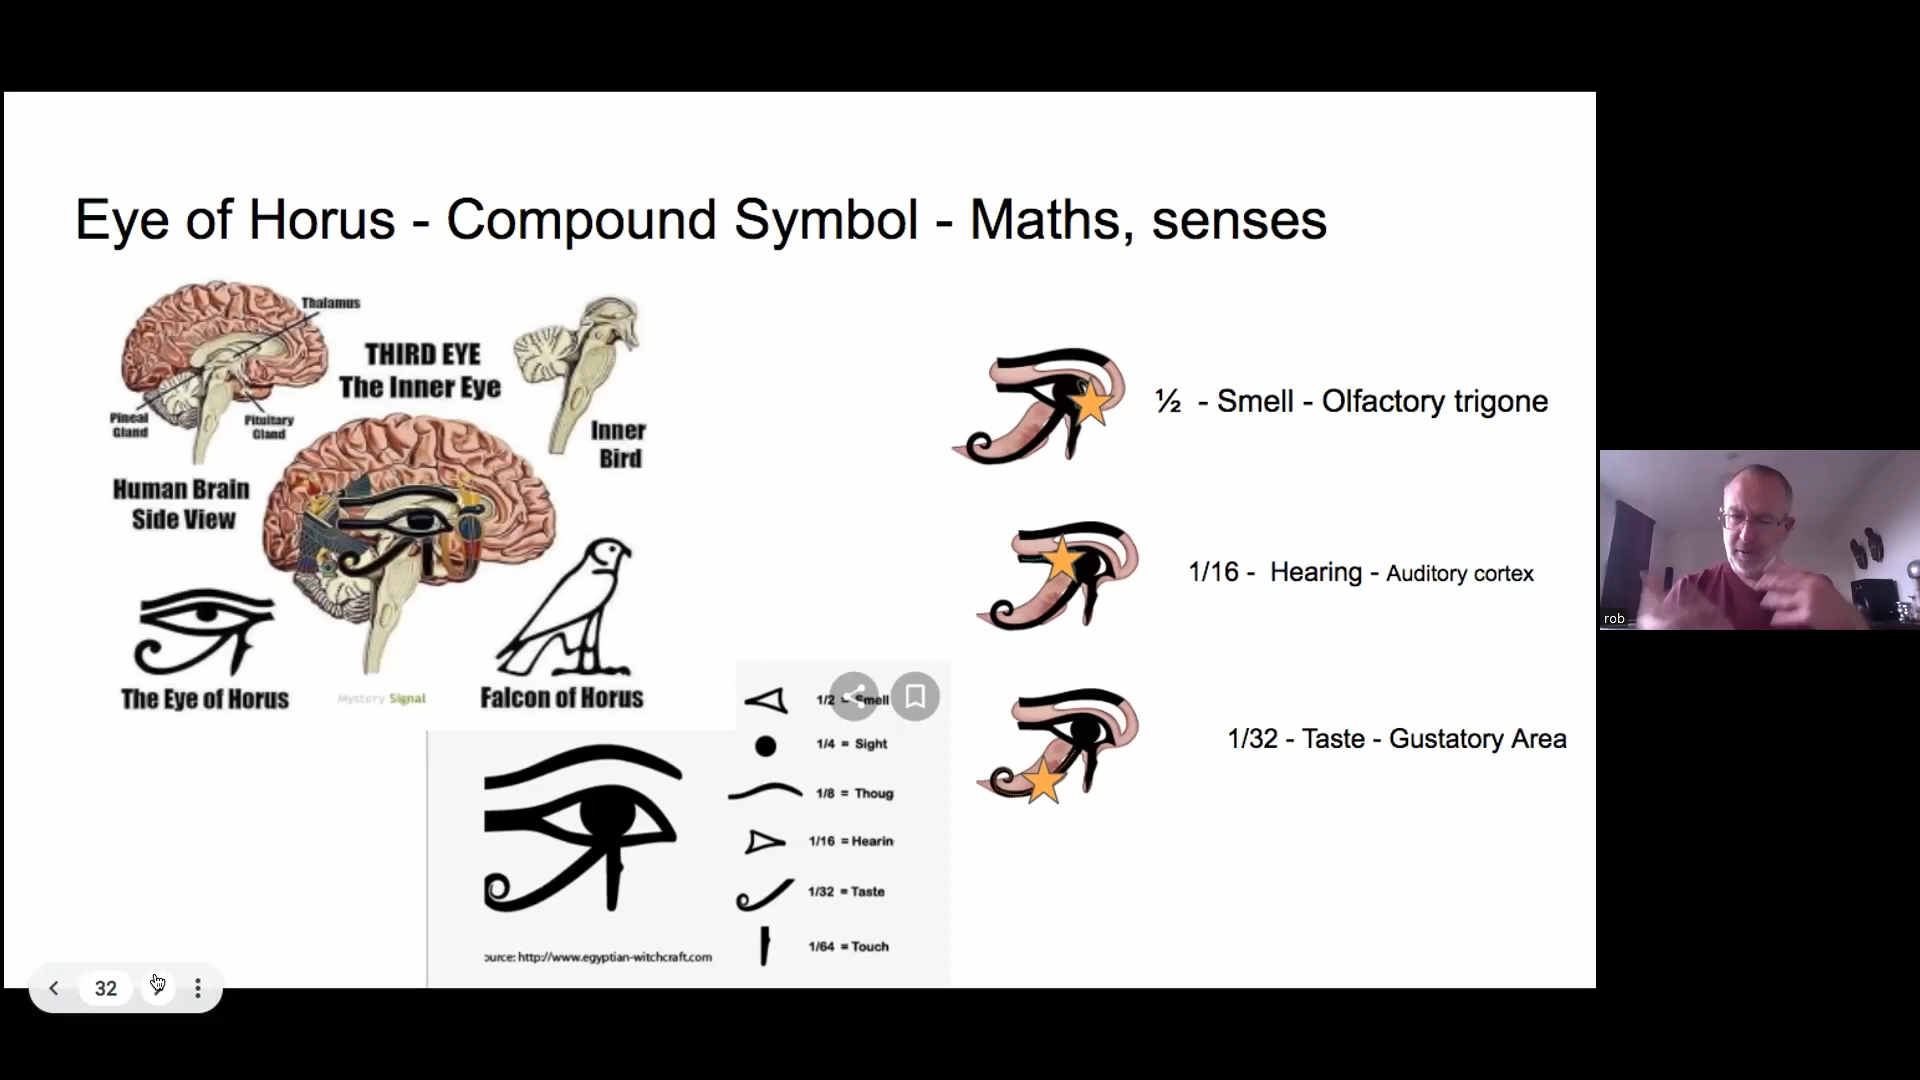 Eye of Horus - Compound Symbol - Maths, senses
Thalamus
THIRD EYE
The Inner Eye
Pineal
Gland
Pituitary
Gland
Inner
Bird
Human Brain
Side View
The Eye of Horus
Mystery Signal
Falcon of Horus
½ - Smell - Olfactory trigone
1/16 - Hearing - Auditory cortex
1/32 - Taste - Gustatory Area
1/2 = Smell
1/4 = Sight
1/8 = Thoug
1/16 = Hearin
1/32 = Taste
1/64 = Touch
ource: http://www.egyptian-witchcraft.com
32
rob